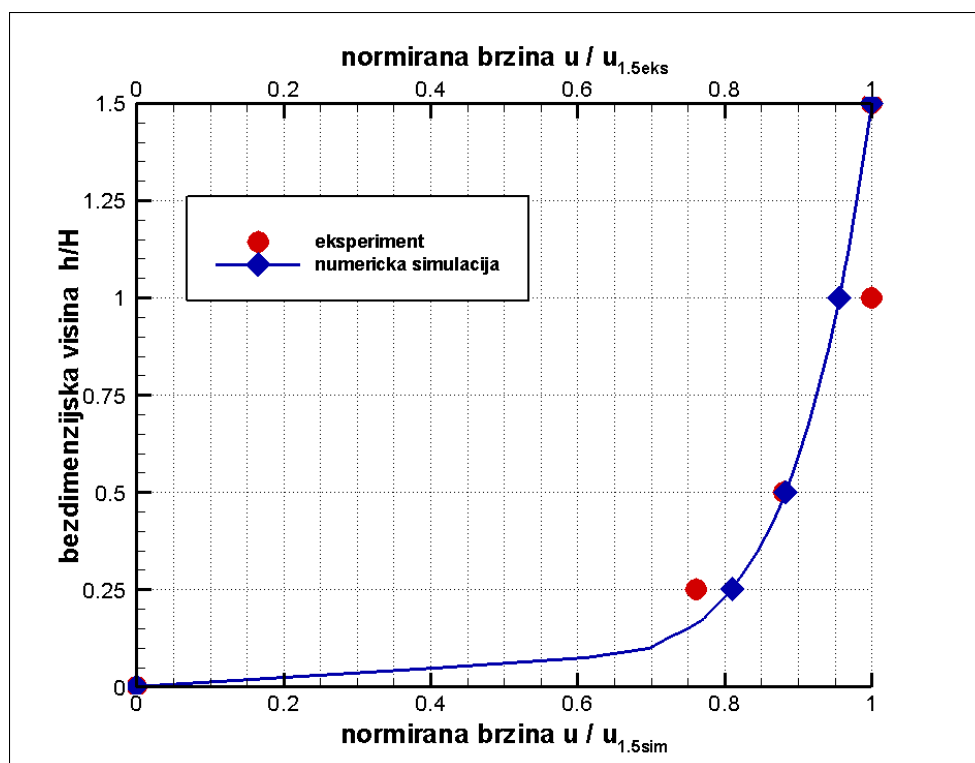 normirana brzina u / u1.5eks
0 0.2 0.4 0.6 0.8 1
1.5
1.25
1
0.75
0.5
0.25
0
bezdimenzijska visina h/H
eksperiment
numericka simulacija
0 0.2 0.4 0.6 0.8 1
normirana brzina u / u1.5sim